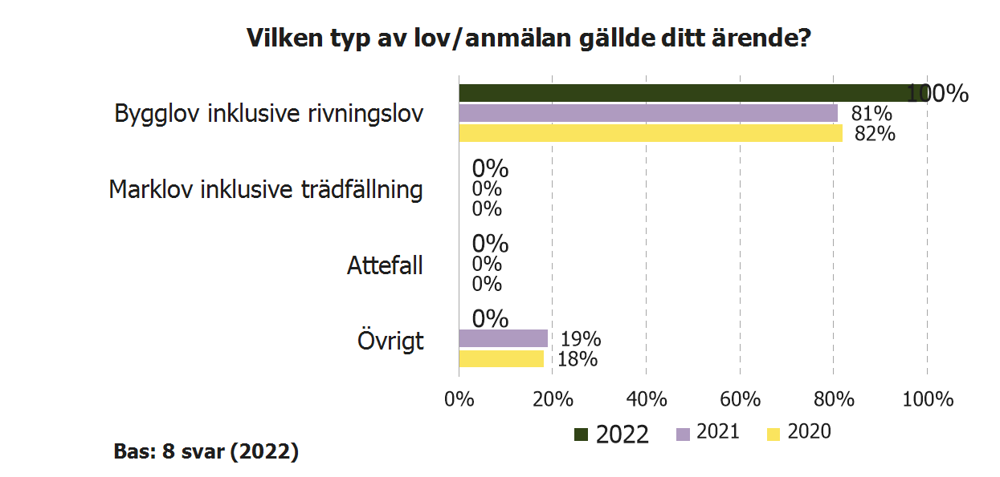 Vilken typ av lov/anmälan gällde ditt ärende?
Bygglov inklusive rivningslov
100%
81%
82%
Marklov inklusive trädfällning
0%
0%
0%
Attefall
0%
0%
0%
Övrigt
0%
19%
18%
0% 20% 40% 60% 80% 100%
2022 2021 2020
Bas: 8 svar (2022)